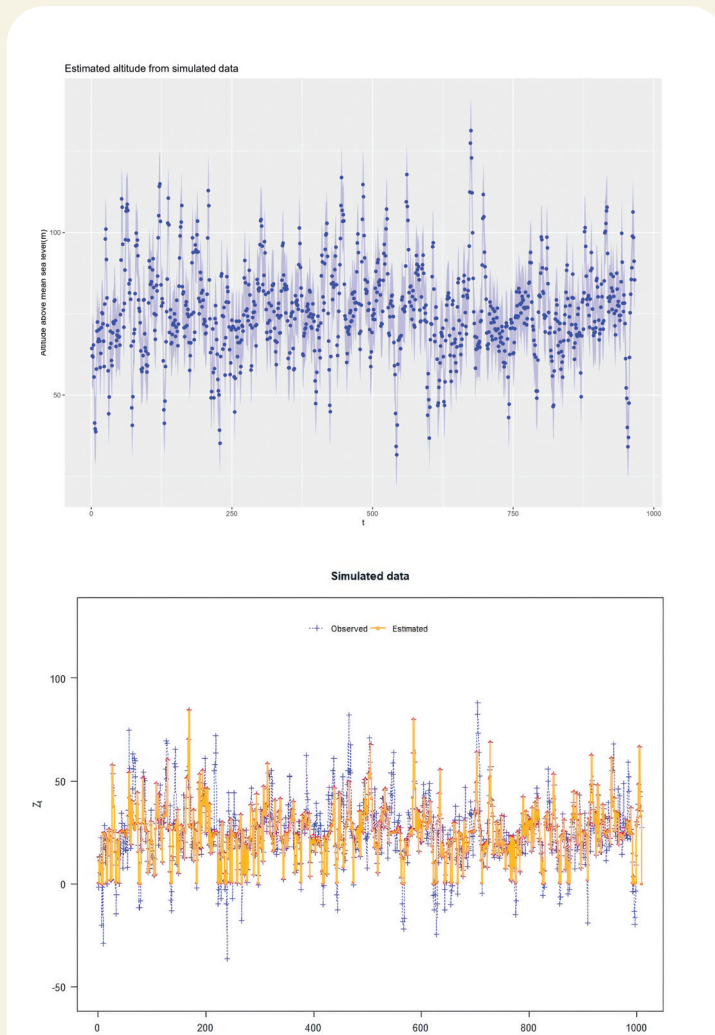 Estimated altitude from simulated data
100
50
Altitude above mean sea level(m)
0 250 500 750 1000
t
Simulated data
Observed Estimated
100
50
0
-50
Zt
0 200 400 600 800 1000